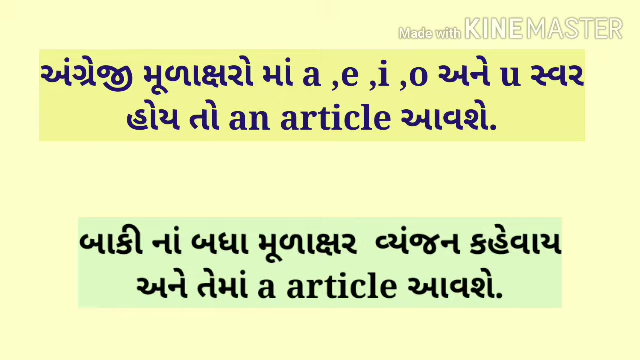 Made with KINEMASTER
અંગ્રેજી મૂળાક્ષરો માં a ,e ,i ,o અને u સ્વર
હોય તો an article આવશે.
બાકી નાં બધા મૂળાક્ષર વ્યંજન કહેવાય
અને તેમાં a article આવશે.